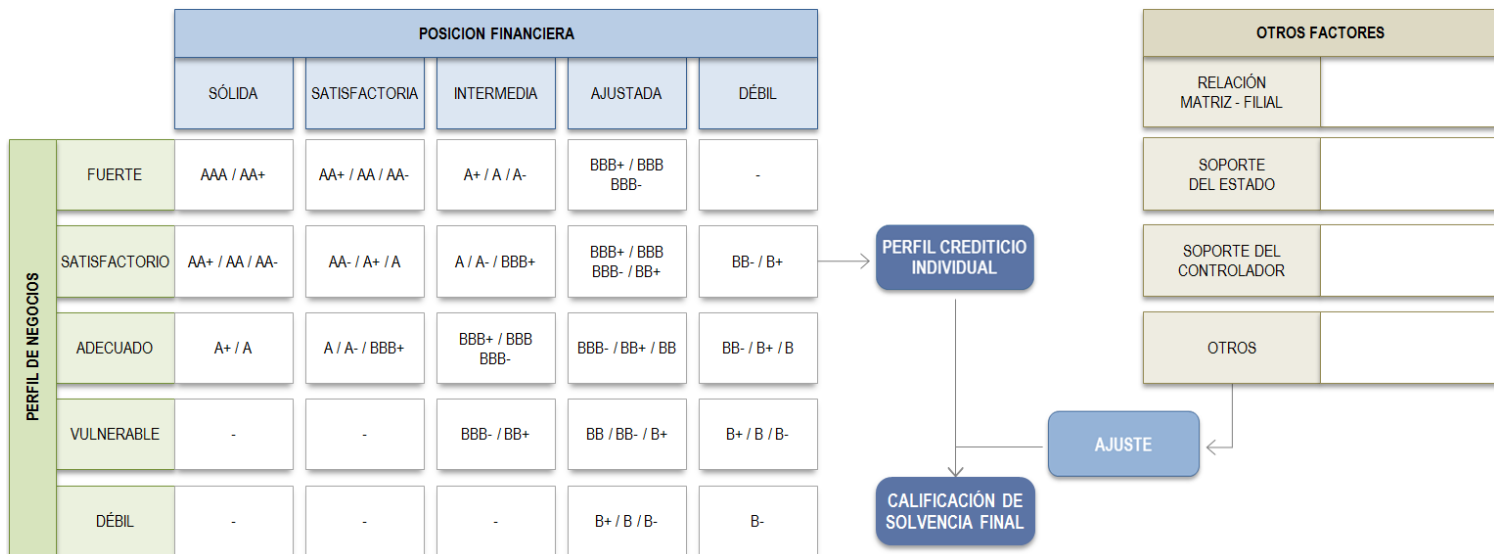 POSICION FINANCIERA
SÓLIDA
SATISFACTORIA
INTERMEDIA
AJUSTADA
DÉBIL
PERFIL DE NEGOCIOS
FUERTE
AAA / AA+
AA+ / AA / AA-
A+ / A / A-
BBB+ / BBB
BBB-
-
SATISFACTORIO
AA+ / AA / AA-
AA- / A+ / A
A / A- / BBB+
BBB+ / BBB
BBB- / BB+
BB- / B+
ADECUADO
A+ / A
A / A- / BBB+
BBB+ / BBB
BBB-
BBB- / BB+ / BB
BB- / B+ / B
VULNERABLE
-
-
BBB- / BB+
BB / BB- / B+
B+ / B / B-
DÉBIL
-
-
-
B+ / B / B-
B-
PERFIL CREDITICIO
INDIVIDUAL
CALIFICACIÓN DE
SOLVENCIA FINAL
AJUSTE
OTROS FACTORES
RELACIÓN
MATRIZ - FILIAL
SOPORTE
DEL ESTADO
SOPORTE DEL
CONTROLADOR
OTROS